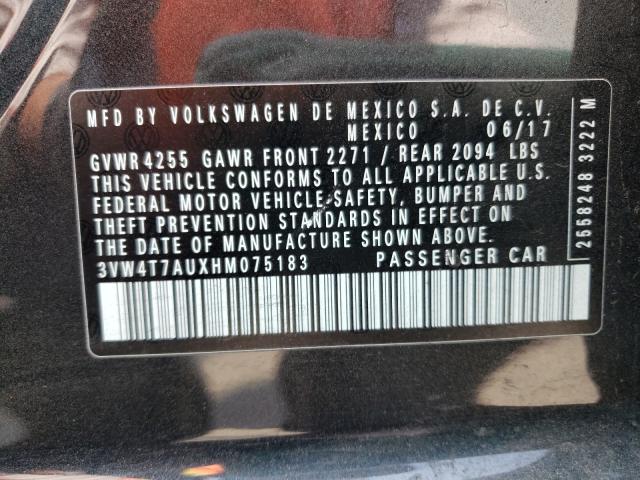 MFD BY VOLKSWAGEN DE MEXICO S.A. DE C.V.
MEXICO 06/17
GVWR 4255 GAWR FRONT 2271 / REAR 2094 LBS
THIS VEHICLE CONFORMS TO ALL APPLICABLE U.S.
FEDERAL MOTOR VEHICLE SAFETY, BUMPER AND
THEFT PREVENTION STANDARDS IN EFFECT ON
THE DATE OF MANUFACTURE SHOWN ABOVE.
3VW4T7AUXHM075183 PASSENGER CAR
2558248 3222 M